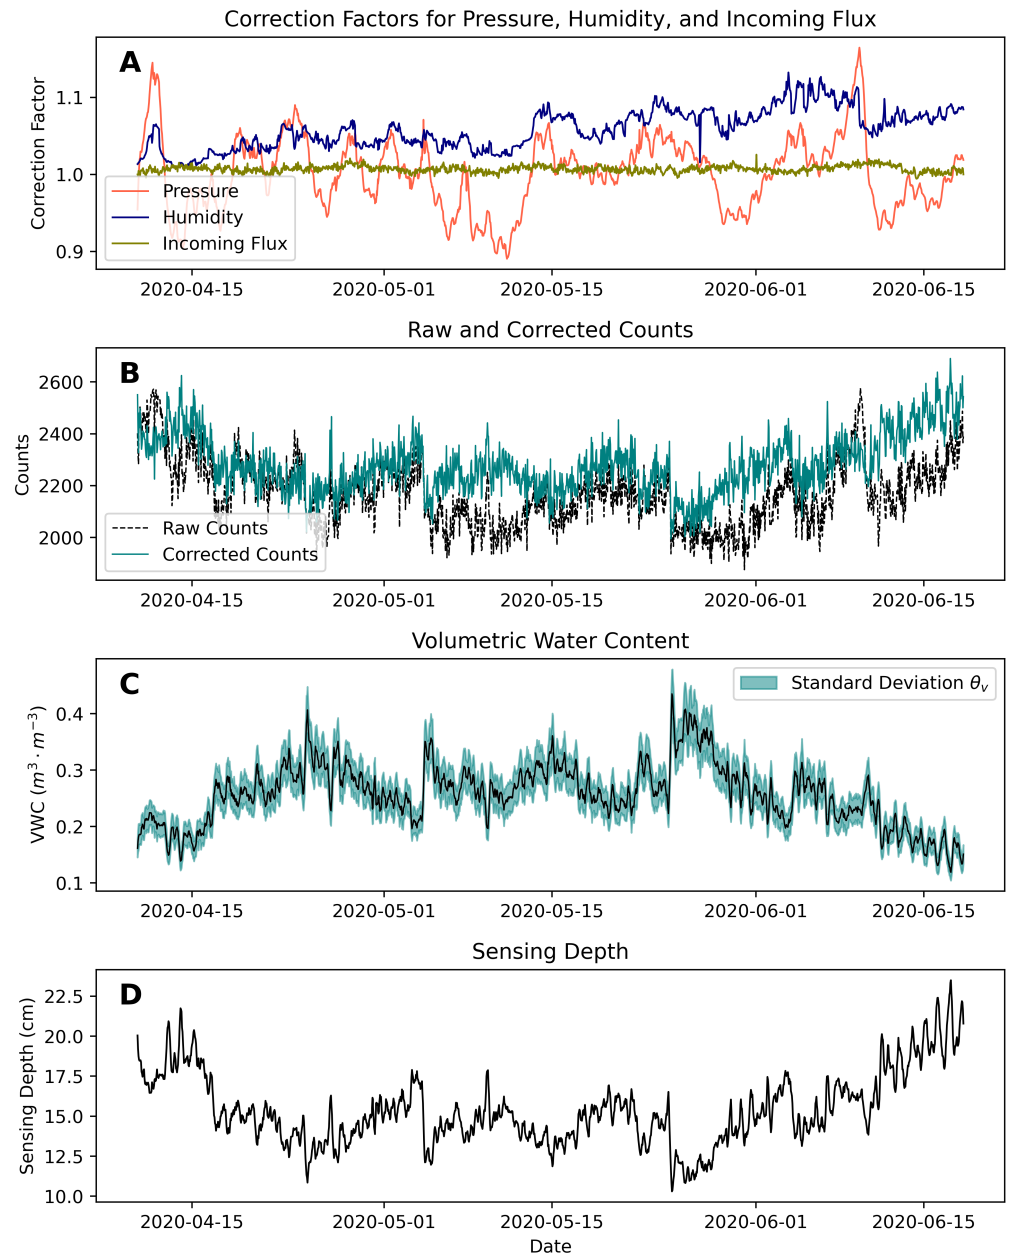 Correction Factors for Pressure, Humidity, and Incoming Flux
A
Correction Factor
1.1
1.0
0.9
Pressure
Humidity
Incoming Flux
2020-04-15 2020-05-01 2020-05-15 2020-06-01 2020-06-15
Raw and Corrected Counts
B
Counts
2600
2400
2200
2000
Raw Counts
Corrected Counts
2020-04-15 2020-05-01 2020-05-15 2020-06-01 2020-06-15
Volumetric Water Content
C
Standard Deviation θᵥ
VWC (m³ · m⁻³)
0.4
0.3
0.2
0.1
2020-04-15 2020-05-01 2020-05-15 2020-06-01 2020-06-15
Sensing Depth
D
Sensing Depth (cm)
22.5
20.0
17.5
15.0
12.5
10.0
2020-04-15 2020-05-01 2020-05-15 2020-06-01 2020-06-15
Date